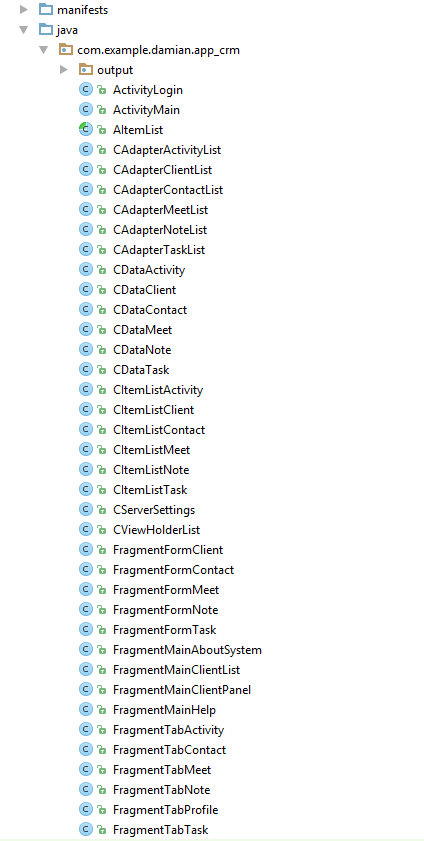 manifests
java
com.example.damian.app_crm
output
ActivityLogin
ActivityMain
AItemList
CAdapterActivityList
CAdapterClientList
CAdapterContactList
CAdapterMeetList
CAdapterNoteList
CAdapterTaskList
CDataActivity
CDataClient
CDataContact
CDataMeet
CDataNote
CDataTask
CItemListActivity
CItemListClient
CItemListContact
CItemListMeet
CItemListNote
CItemListTask
CServerSettings
CViewHolderList
FragmentFormClient
FragmentFormContact
FragmentFormMeet
FragmentFormNote
FragmentFormTask
FragmentMainAboutSystem
FragmentMainClientList
FragmentMainClientPanel
FragmentMainHelp
FragmentTabActivity
FragmentTabContact
FragmentTabMeet
FragmentTabNote
FragmentTabProfile
FragmentTabTask